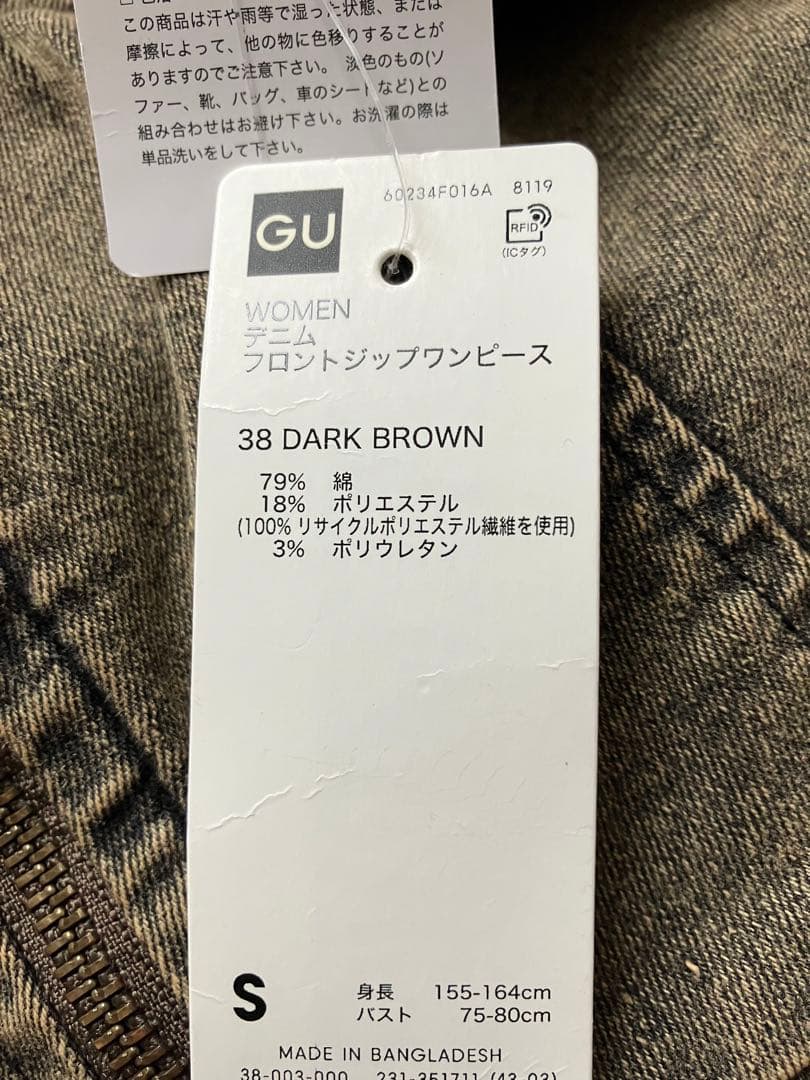 この商品は汗や雨等で湿った状態、または
摩擦によって、他の物に色移りすることが
ありますのでご注意下さい。 淡色のもの(ソ
ファー、靴、バッグ、車のシートなど)との
組み合わせはお避け下さい。お洗濯の際は
単品洗いをして下さい。
GU
60234F016A 8119
RFID
(ICタグ)
WOMEN
デニム
フロントジップワンピース
38 DARK BROWN
79% 綿
18% ポリエステル
(100% リサイクルポリエステル繊維を使用)
3% ポリウレタン
S
身長 155-164cm
バスト 75-80cm
MADE IN BANGLADESH
38-003-000 231-351711 (43-03)